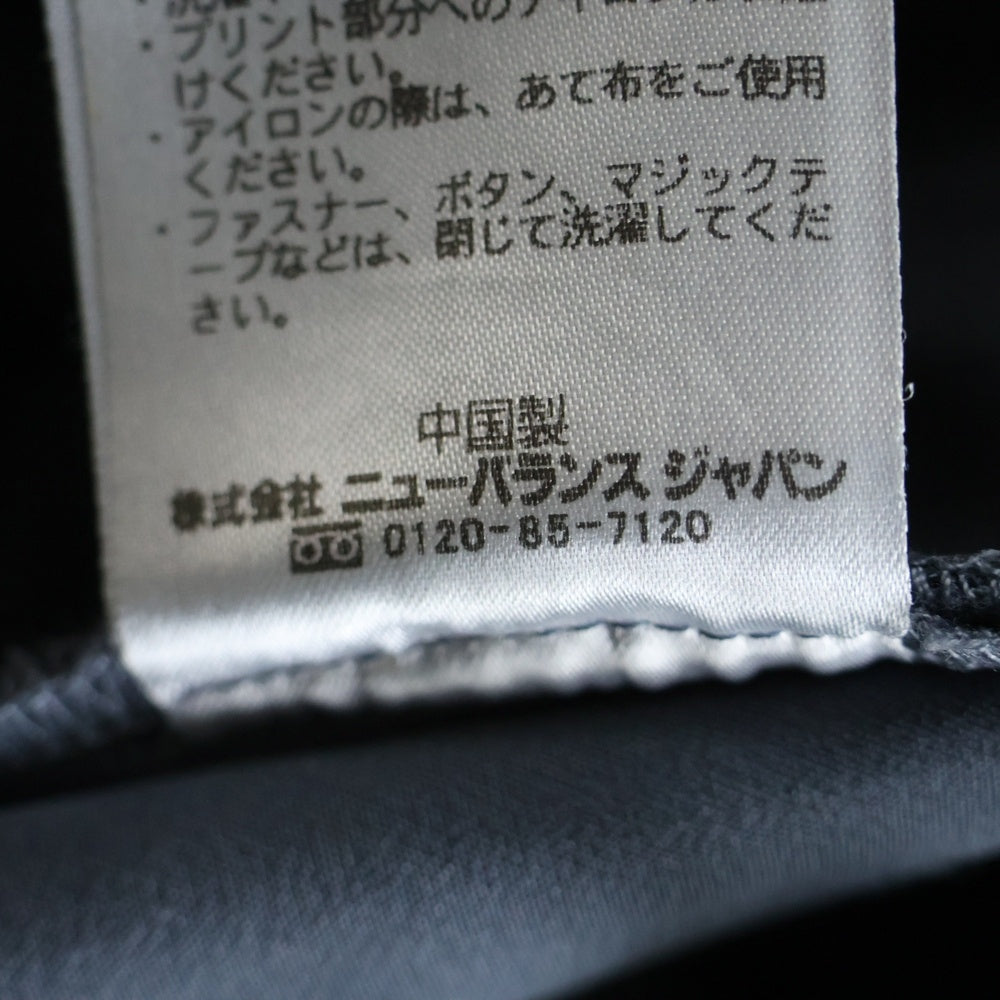 ・プリント部分へのアイロンは
けください。
・アイロンの際は、あて布をご使用
ください。
・ファスナー、ボタン、マジックテ
ープなどは、閉じて洗濯してくだ
さい。
中国製
株式会社 ニューバランス ジャパン
0120-85-7120